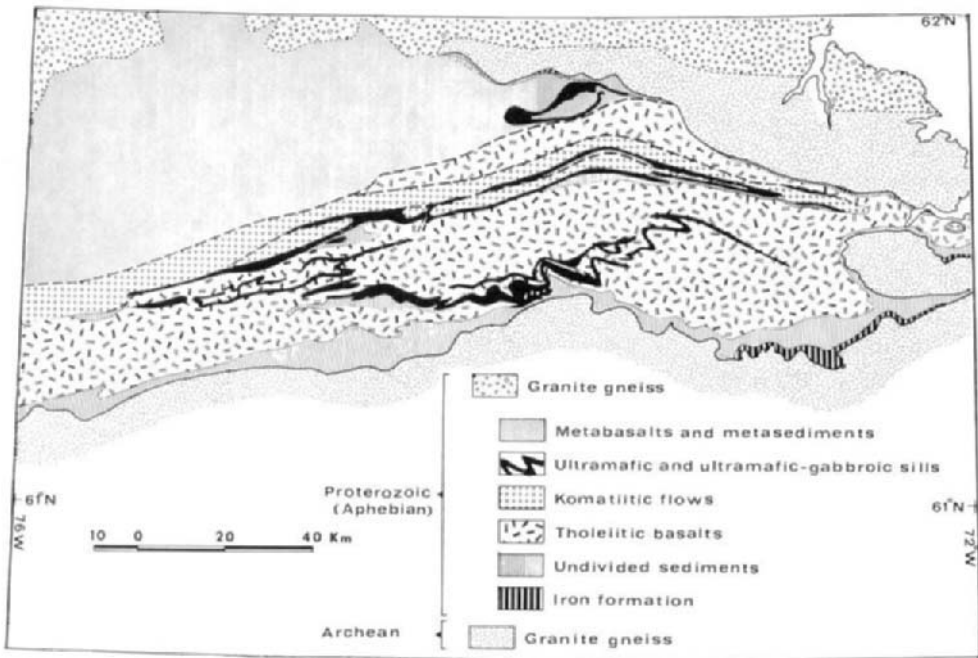 62°N
Granite gneiss
Metabasalts and metasediments
Ultramafic and ultramafic-gabbroic sills
Proterozoic
(Aphebian)
Komatiitic flows
Tholeiitic basalts
Undivided sediments
Iron formation
Archean
Granite gneiss
61°N
76°W
10 0 20 40 Km
61°N
72°W